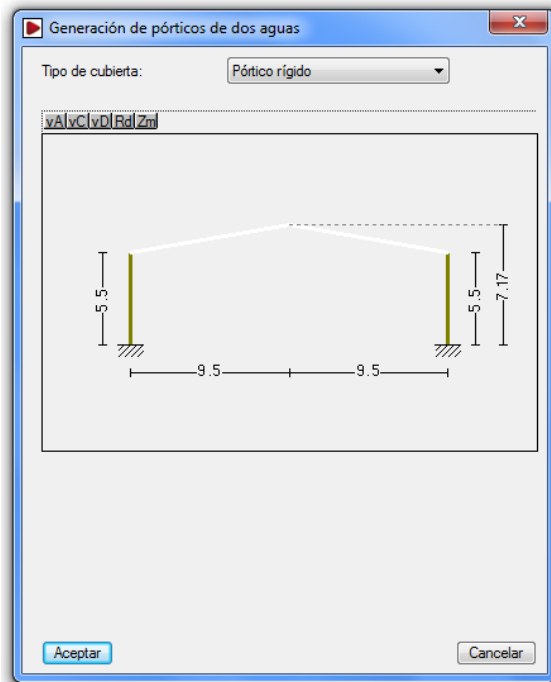 Generación de pórticos de dos aguas
Tipo de cubierta: Pórtico rígido
vA vC vD Rd Zm
5.5
5.5
7.17
9.5 9.5
Aceptar Cancelar